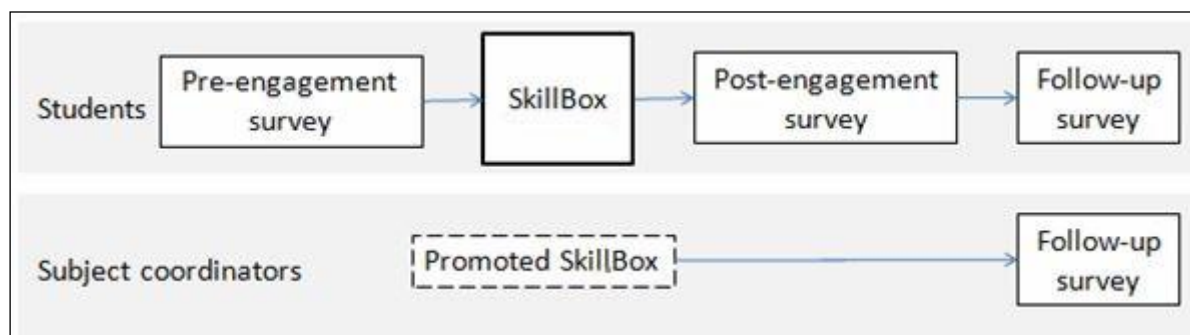 Students
Pre-engagement
survey
SkillBox
Post-engagement
survey
Follow-up
survey
Subject coordinators
Promoted SkillBox
Follow-up
survey